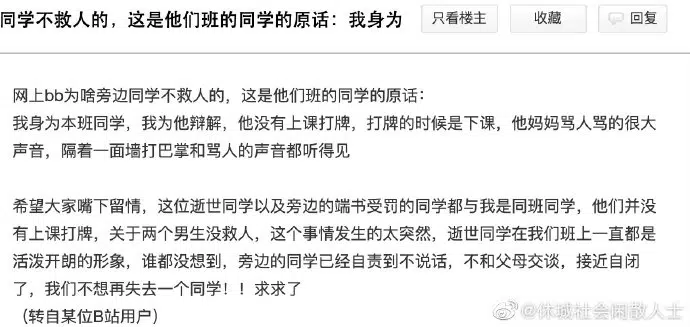 同学不救人的，这是他们班的同学的原话：我身为
只看楼主
收藏
回复
网上bb为啥旁边同学不救人的，这是他们班的同学的原话：
我身为本班同学，我为他辩解，他没有上课打牌，打牌的时候是下课，他妈妈骂人骂的很大
声音，隔着一面墙打巴掌和骂人的声音都听得见
希望大家嘴下留情，这位逝世同学以及旁边的端书受罚的同学都与我是同班同学，他们并没
有上课打牌，关于两个男生没救人，这个事情发生的太突然，逝世同学在我们班上一直都是
活泼开朗的形象，谁都没想到，旁边的同学已经自责到不说话，不和父母交谈，接近自闭
了，我们不想再失去一个同学！！求求了
（转自某位B站用户）
@休城社会闲散人士